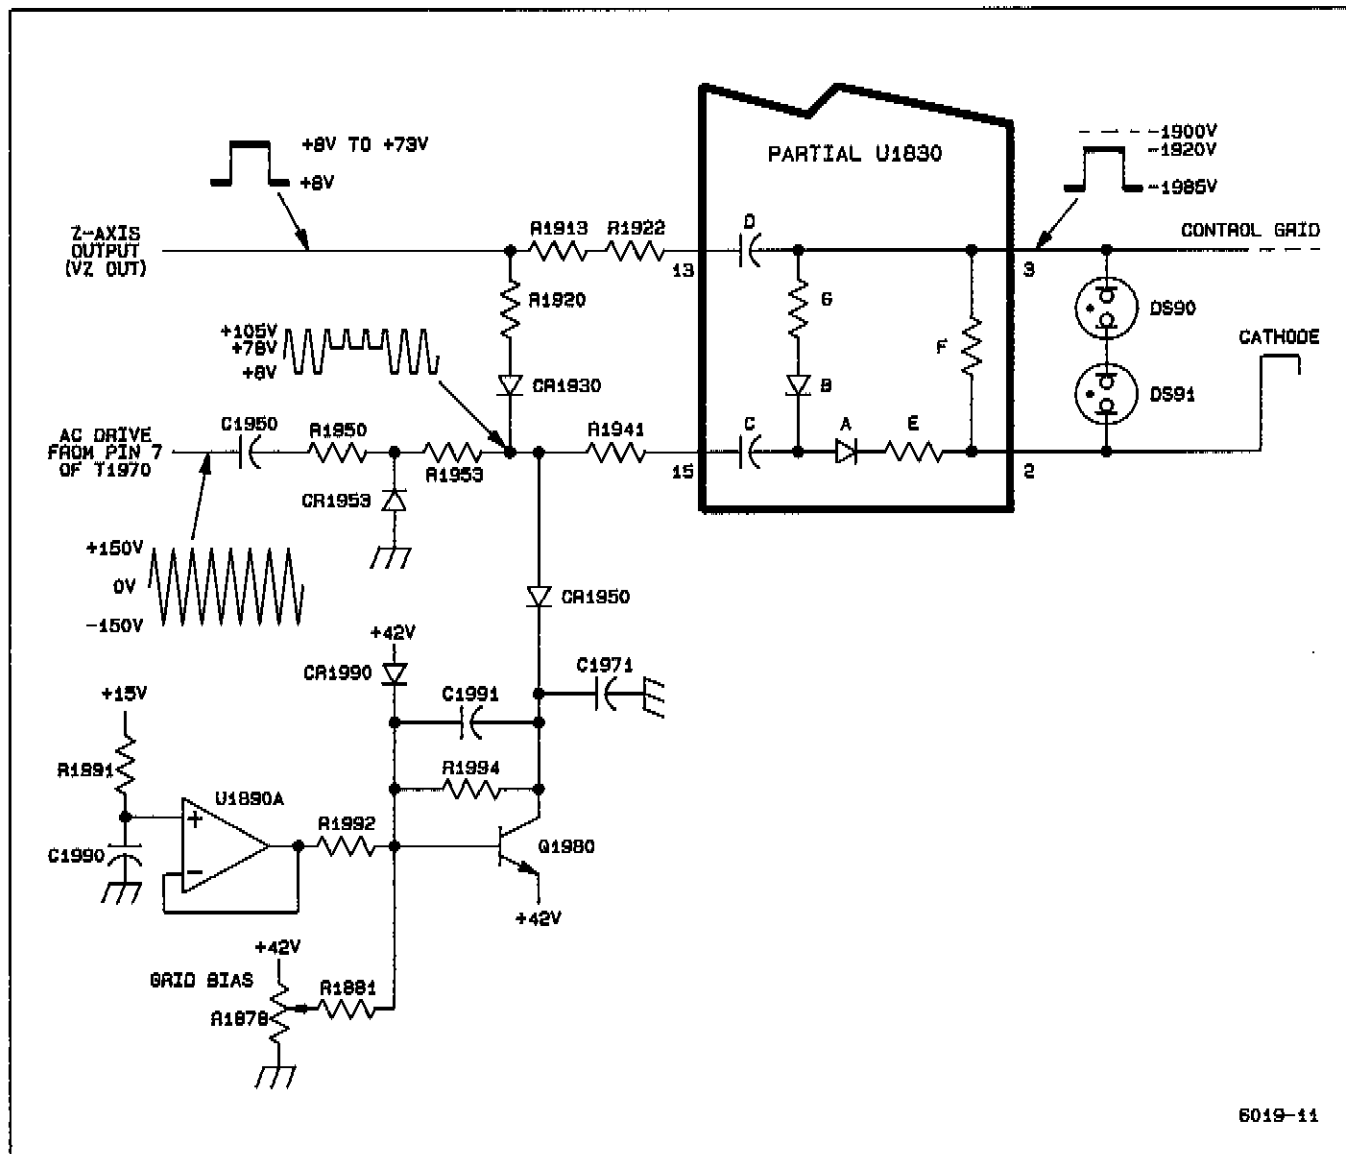 +8V TO +73V
+8V
Z-AXIS
OUTPUT
(VZ OUT)
R1913
R1922
13
D
PARTIAL U1830
-1900V
-1920V
-1985V
CONTROL GRID
3
R1920
G
F
DS90
+105V
+78V
+8V
CR1930
B
DS91
CATHODE
AC DRIVE
FROM PIN 7
OF T1970
C1950
R1950
R1953
R1941
15
C
A
E
2
CR1953
+150V
0V
-150V
CR1950
+42V
CR1990
C1991
C1971
+15V
R1991
U1890A
+
-
C1990
R1992
R1994
Q1980
+42V
+42V
GRID BIAS
R1878
R1881
6019-11